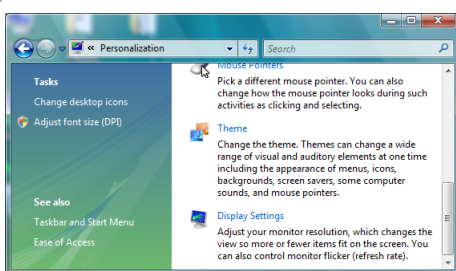 « Personalization
Search
Tasks
Change desktop icons
Adjust font size (DPI)
See also
Taskbar and Start Menu
Ease of Access
Mouse Pointers
Pick a different mouse pointer. You can also
change how the mouse pointer looks during such
activities as clicking and selecting.
Theme
Change the theme. Themes can change a wide
range of visual and auditory elements at one time
including the appearance of menus, icons,
backgrounds, screen savers, some computer
sounds, and mouse pointers.
Display Settings
Adjust your monitor resolution, which changes the
view so more or fewer items fit on the screen. You
can also control monitor flicker (refresh rate).